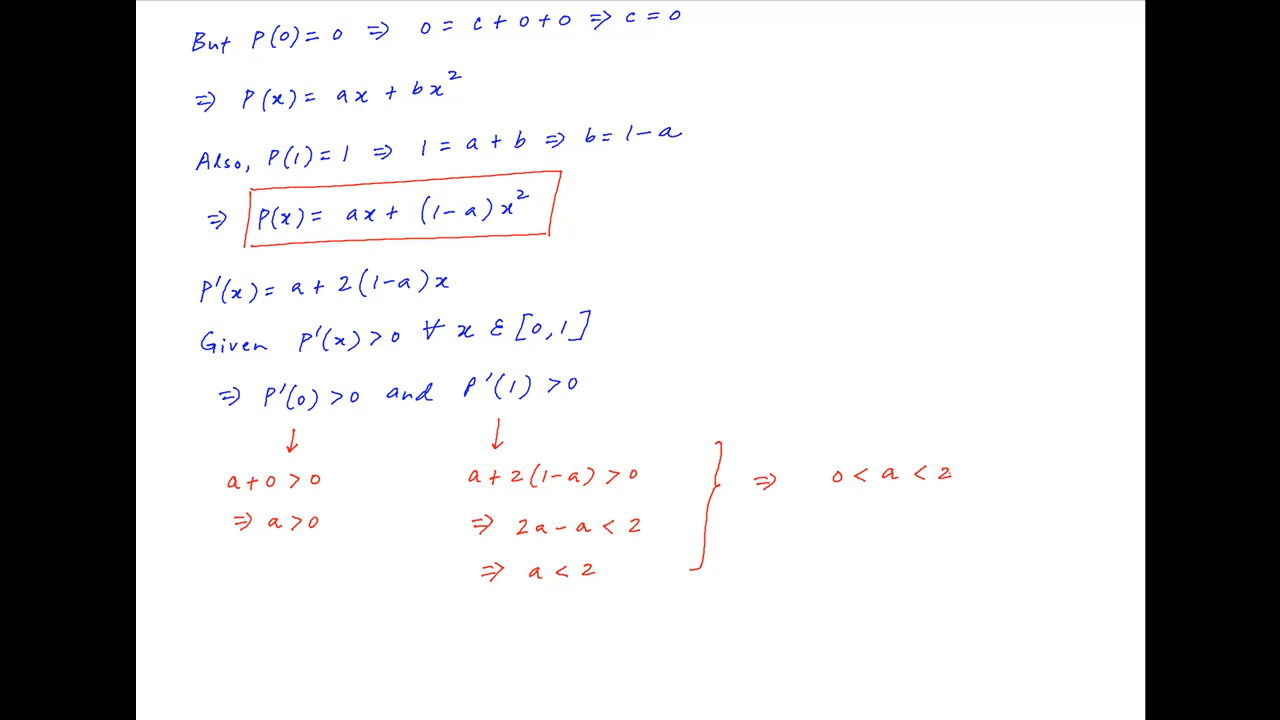 But P(0) = 0 ⇒ 0 = c + 0 + 0 ⇒ c = 0
⇒ P(x) = ax + bx²
Also, P(1) = 1 ⇒ 1 = a + b ⇒ b = 1 - a
⇒ P(x) = ax + (1-a)x²
P'(x) = a + 2(1-a)x
Given P'(x) > 0 ∀ x ε [0,1]
⇒ P'(0) > 0 and P'(1) > 0
↓ ↓
a + 0 > 0 a + 2(1-a) > 0 } ⇒ 0 < a < 2
⇒ a > 0 ⇒ 2a - a < 2
⇒ a < 2